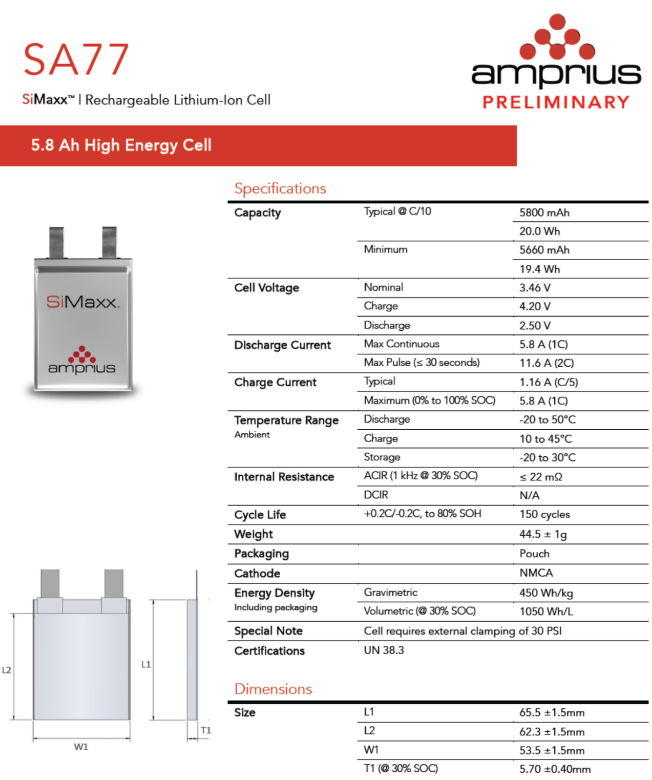 SA77
SiMaxx™ | Rechargeable Lithium-Ion Cell
amprius
PRELIMINARY
5.8 Ah High Energy Cell
Specifications
Capacity Typical @ C/10 5800 mAh
20.0 Wh
Minimum 5660 mAh
19.4 Wh
Cell Voltage Nominal 3.46 V
Charge 4.20 V
Discharge 2.50 V
Discharge Current Max Continuous 5.8 A (1C)
Max Pulse (≤ 30 seconds) 11.6 A (2C)
Charge Current Typical 1.16 A (C/5)
Maximum (0% to 100% SOC) 5.8 A (1C)
Temperature Range Discharge -20 to 50°C
Ambient
Charge 10 to 45°C
Storage -20 to 30°C
Internal Resistance ACIR (1 kHz @ 30% SOC) ≤ 22 mΩ
DCIR N/A
Cycle Life +0.2C/-0.2C, to 80% SOH 150 cycles
Weight 44.5 ± 1g
Packaging Pouch
Cathode NMCA
Energy Density Gravimetric 450 Wh/kg
Including packaging Volumetric (@ 30% SOC) 1050 Wh/L
Special Note Cell requires external clamping of 30 PSI
Certifications UN 38.3
Dimensions
Size L1 65.5 ±1.5mm
L2 62.3 ±1.5mm
W1 53.5 ±1.5mm
T1 (@ 30% SOC) 5.70 ±0.40mm
SiMaxx™
amprius
L2
L1
T1
W1